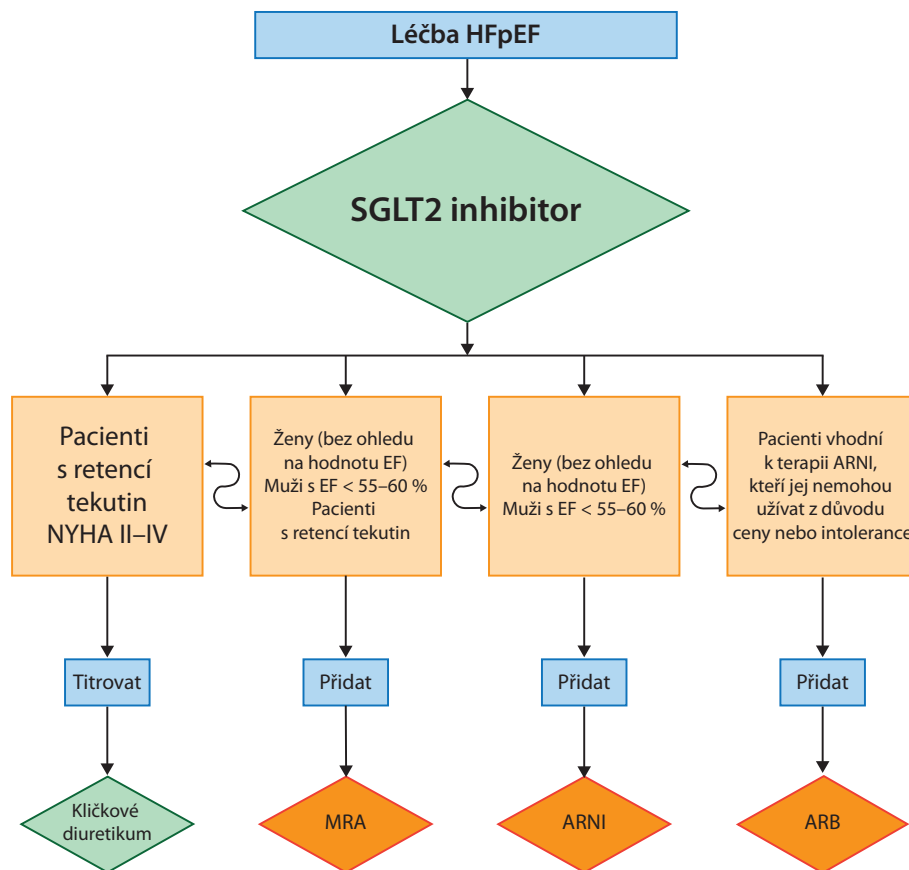 Léčba HFpEF
SGLT2 inhibitor
Pacienti
s retencí
tekutin
NYHA II–IV
Ženy (bez ohledu
na hodnotu EF)
Muži s EF < 55–60 %
Pacienti
s retencí tekutin
Ženy (bez ohledu
na hodnotu EF)
Muži s EF < 55–60 %
Pacienti vhodní
k terapii ARNI,
kteří jej nemohou
užívat z důvodu
ceny nebo intolerance
Titrovat
Přidat
Přidat
Přidat
Kličkové
diuretikum
MRA
ARNI
ARB